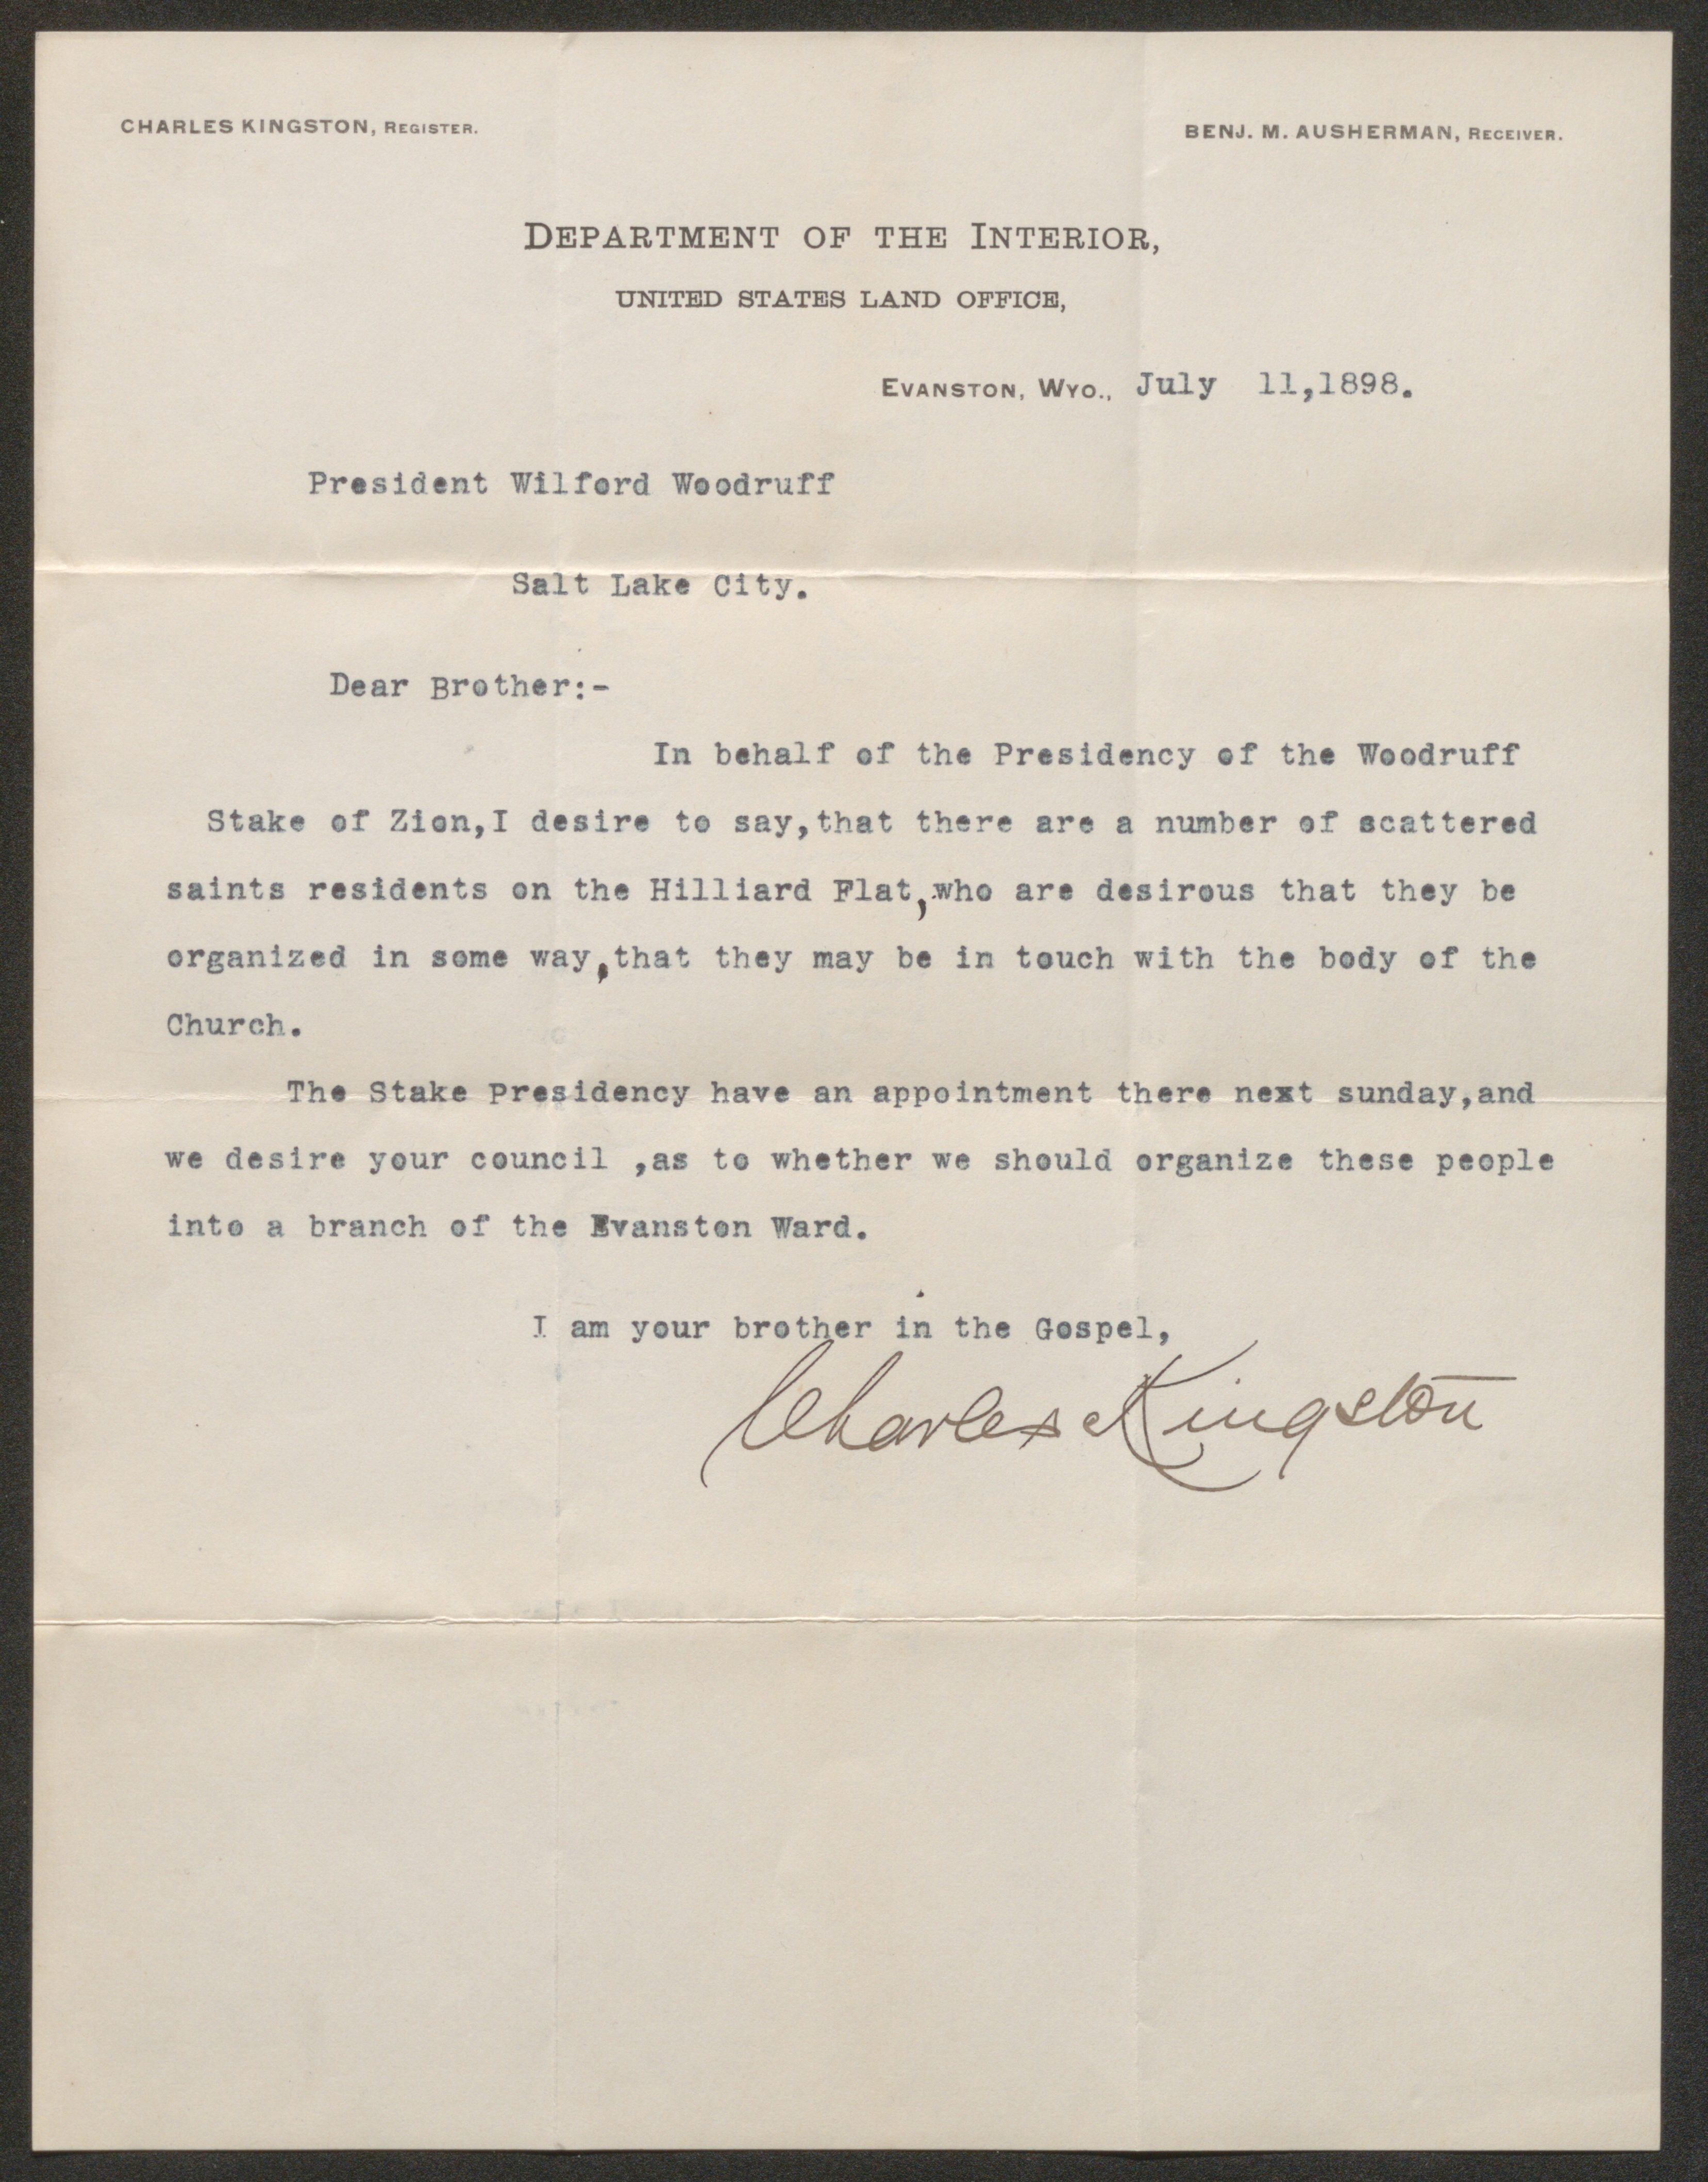 CHARLES KINGSTON, REGISTER.
BENJ. M. AUSHERMAN, RECEIVER.
DEPARTMENT OF THE INTERIOR,
UNITED STATES LAND OFFICE,
EVANSTON, WYO., July 11,1898.
President Wilford Woodruff
Salt Lake City.
Dear Brother:-
In behalf of the Presidency of the Woodruff
Stake of Zion,I desire to say,that there are a number of scattered
saints residents on the Hilliard Flat,who are desirous that they be
organized in some way,that they may be in touch with the body of the
Church.
The Stake Presidency have an appointment there next sunday,and
we desire your council ,as to whether we should organize these people
into a branch of the Evanston Ward.
I am your brother in the Gospel,
Charles Kingston